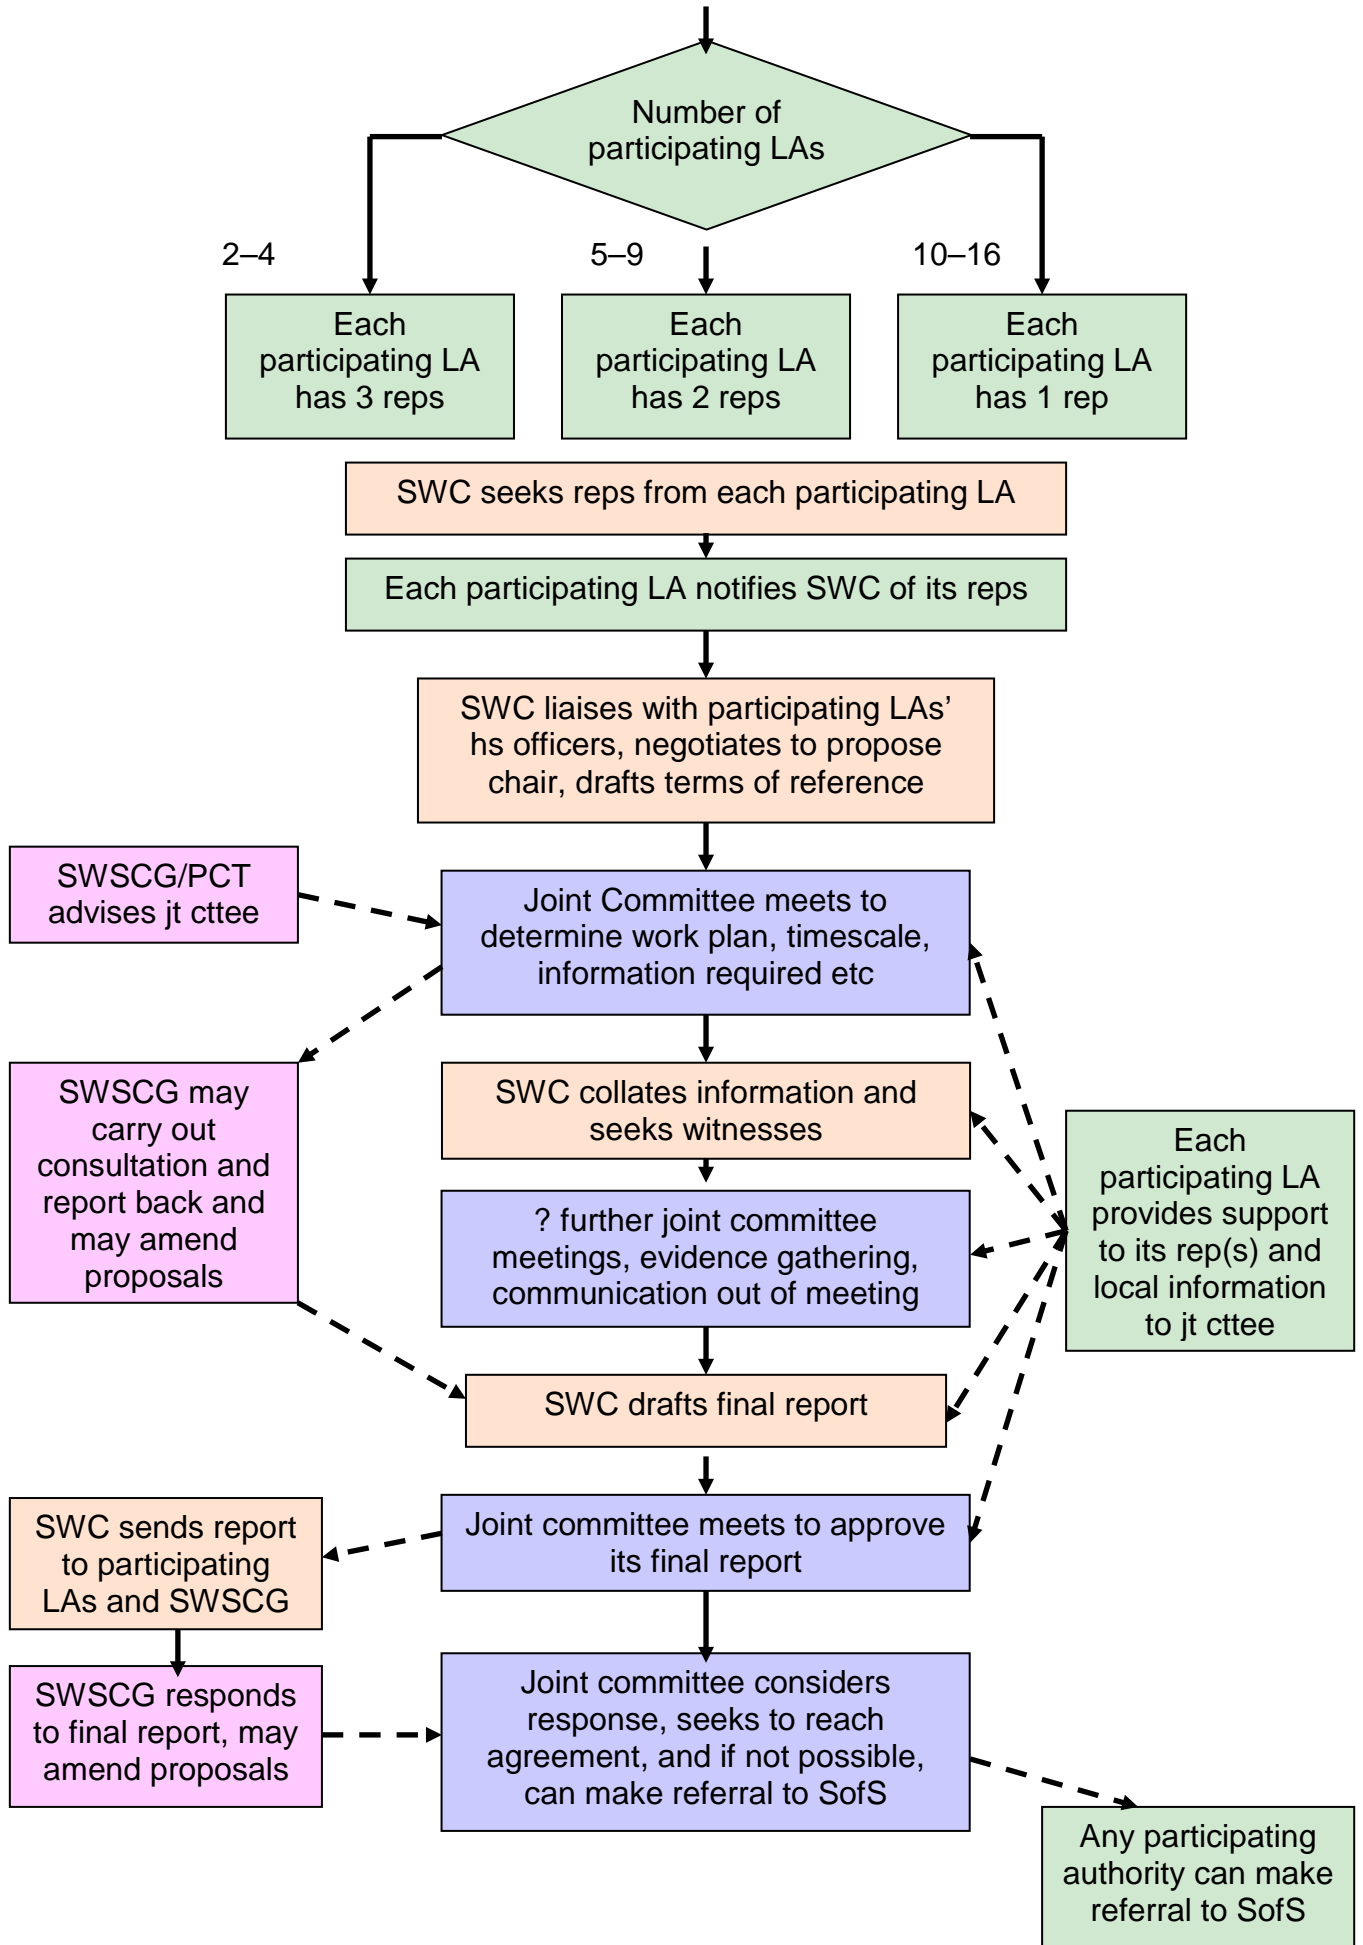 Number of
participating LAs
2–4
5–9
10–16
Each
participating LA
has 3 reps
Each
participating LA
has 2 reps
Each
participating LA
has 1 rep
SWC seeks reps from each participating LA
Each participating LA notifies SWC of its reps
SWC liaises with participating LAs’
hs officers, negotiates to propose
chair, drafts terms of reference
SWSCG/PCT
advises jt cttee
Joint Committee meets to
determine work plan, timescale,
information required etc
SWSCG may
carry out
consultation and
report back and
may amend
proposals
SWC collates information and
seeks witnesses
Each
participating LA
provides support
to its rep(s) and
local information
to jt cttee
? further joint committee
meetings, evidence gathering,
communication out of meeting
SWC drafts final report
SWC sends report
to participating
LAs and SWSCG
Joint committee meets to approve
its final report
SWSCG responds
to final report, may
amend proposals
Joint committee considers
response, seeks to reach
agreement, and if not possible,
can make referral to SofS
Any participating
authority can make
referral to SofS